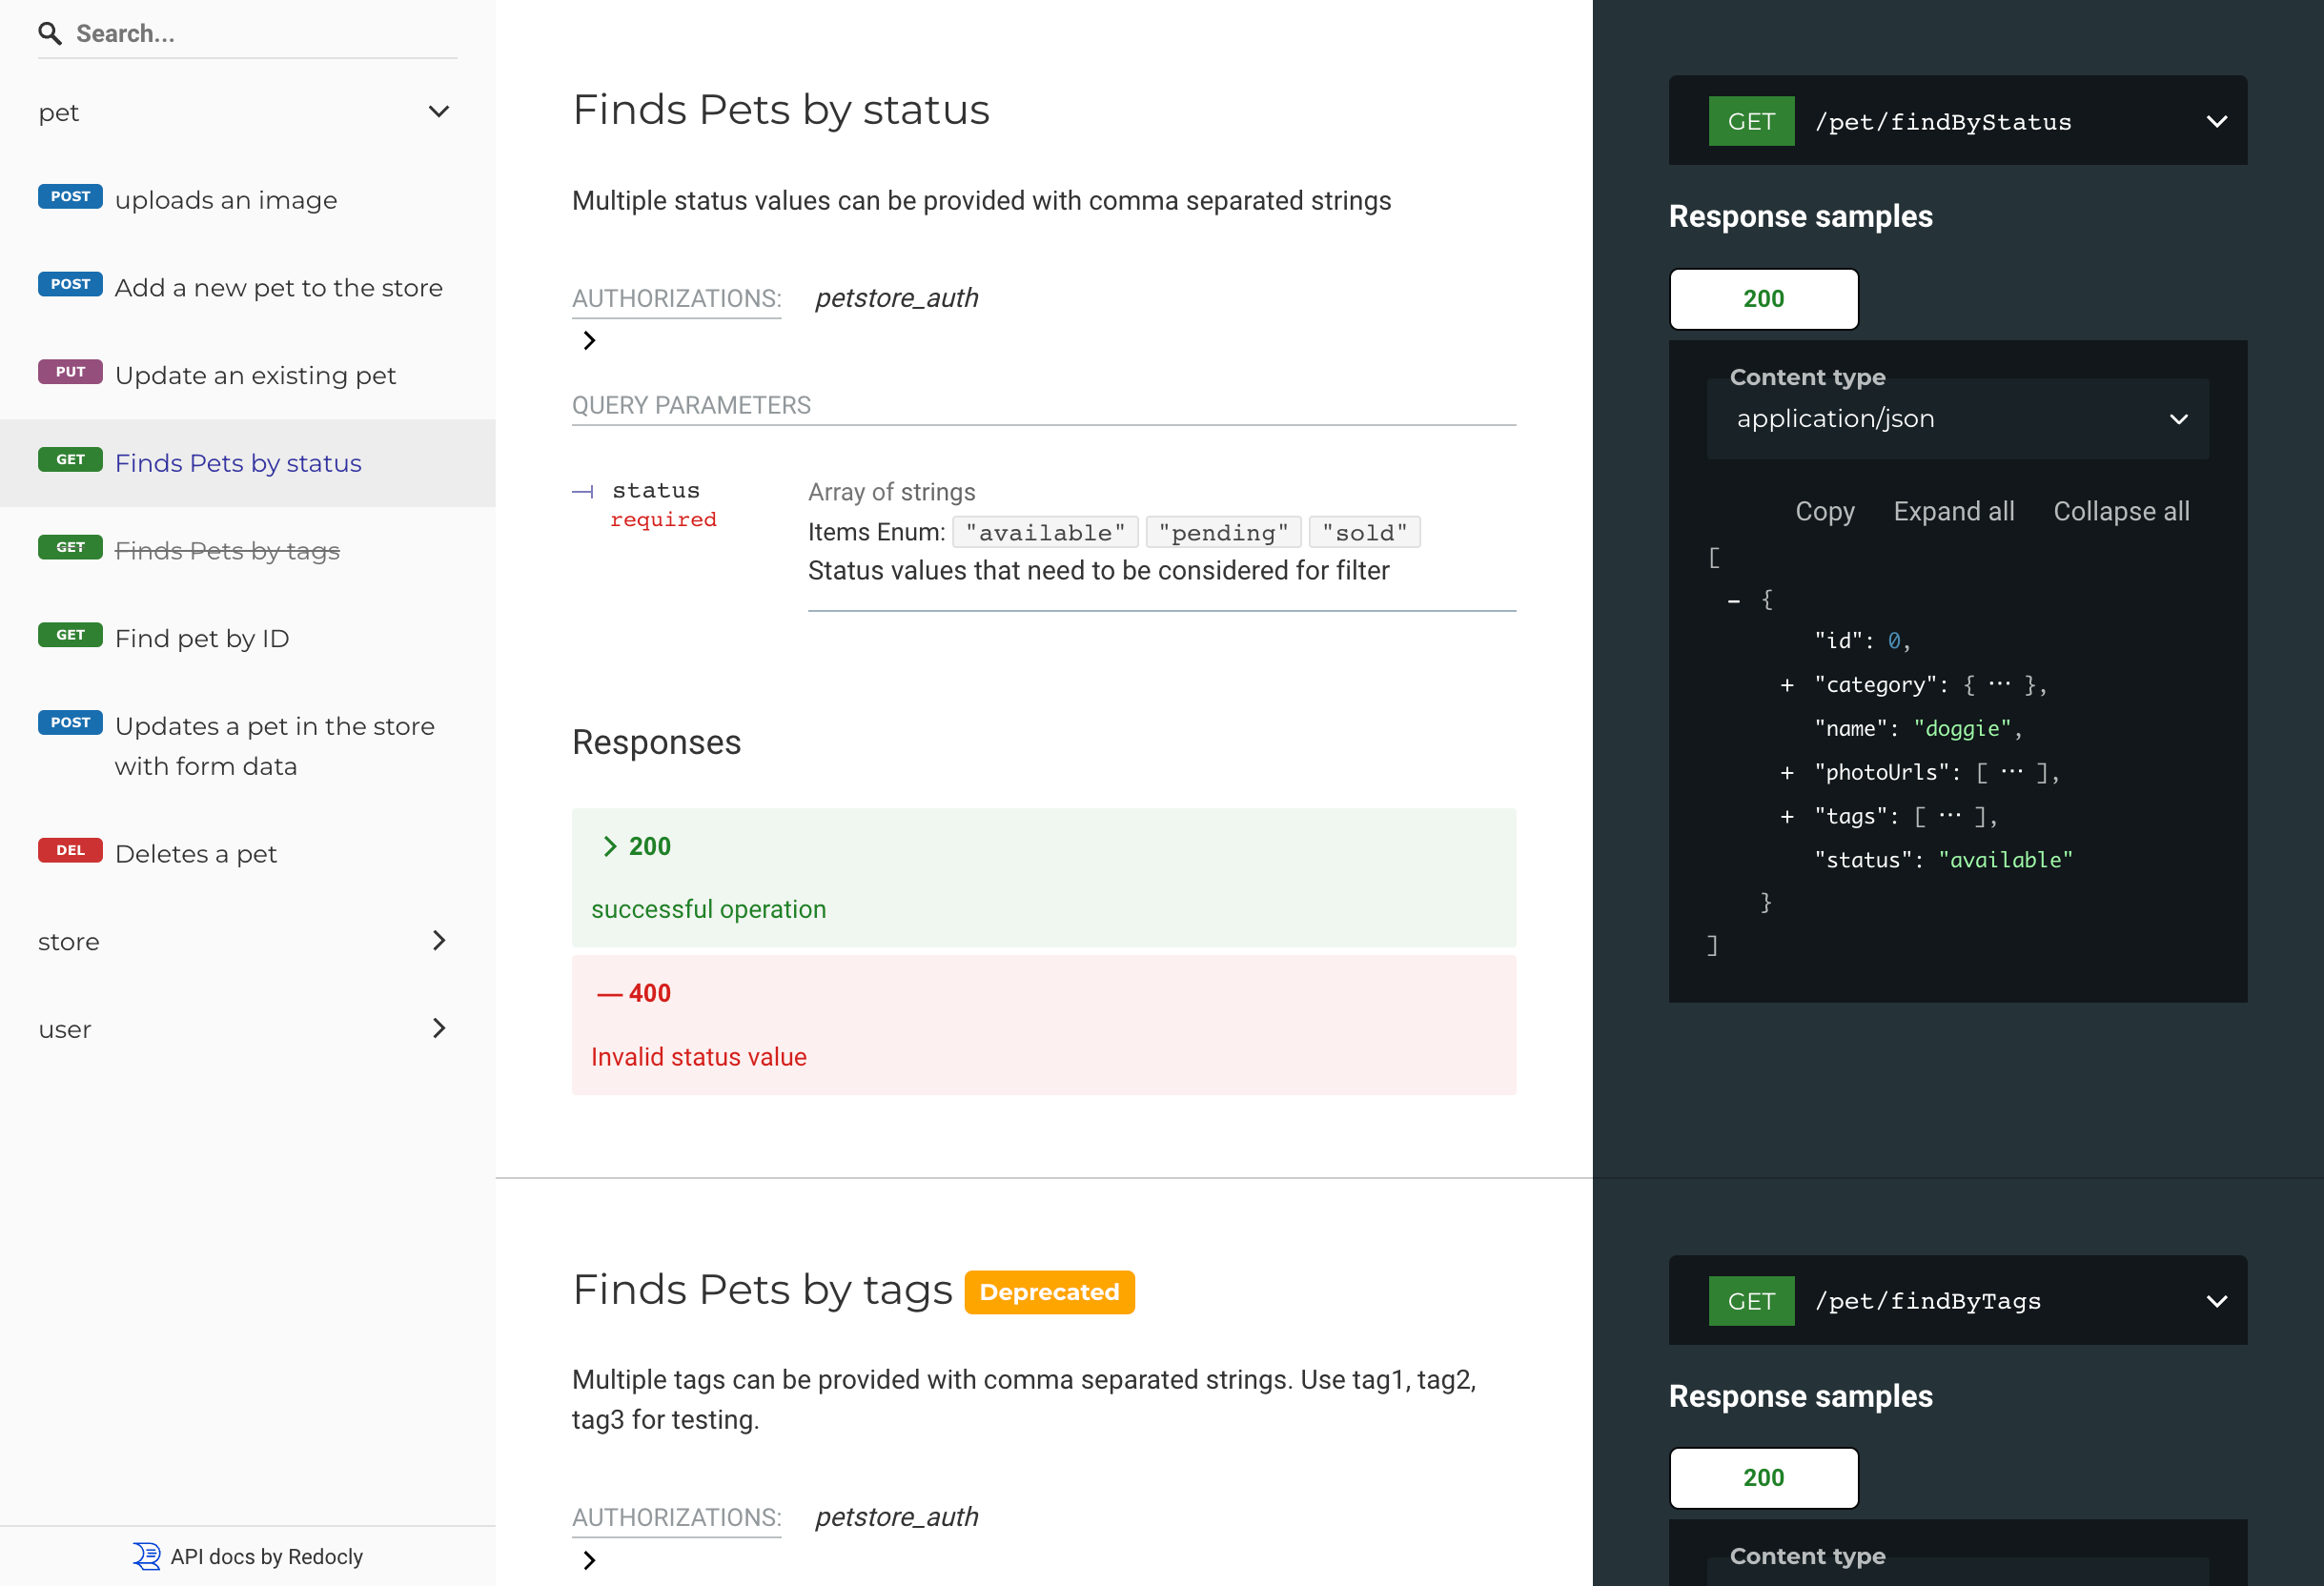 Search...
pet
POST uploads an image
POST Add a new pet to the store
PUT Update an existing pet
GET Finds Pets by status
GET Finds Pets by tags
GET Find pet by ID
POST Updates a pet in the store
with form data
DEL Deletes a pet
store
user
API docs by Redocly
Finds Pets by status
Multiple status values can be provided with comma separated strings
AUTHORIZATIONS: petstore_auth
QUERY PARAMETERS
status
required
Array of strings
Items Enum: "available" "pending" "sold"
Status values that need to be considered for filter
Responses
200
successful operation
— 400
Invalid status value
Finds Pets by tags Deprecated
Multiple tags can be provided with comma separated strings. Use tag1, tag2,
tag3 for testing.
AUTHORIZATIONS: petstore_auth
GET /pet/findByStatus
Response samples
200
Content type
application/json
Copy Expand all Collapse all
[
- {
"id": 0,
+ "category": { ... },
"name": "doggie",
+ "photoUrls": [ ... ],
+ "tags": [ ... ],
"status": "available"
}
]
GET /pet/findByTags
Response samples
200
Content type